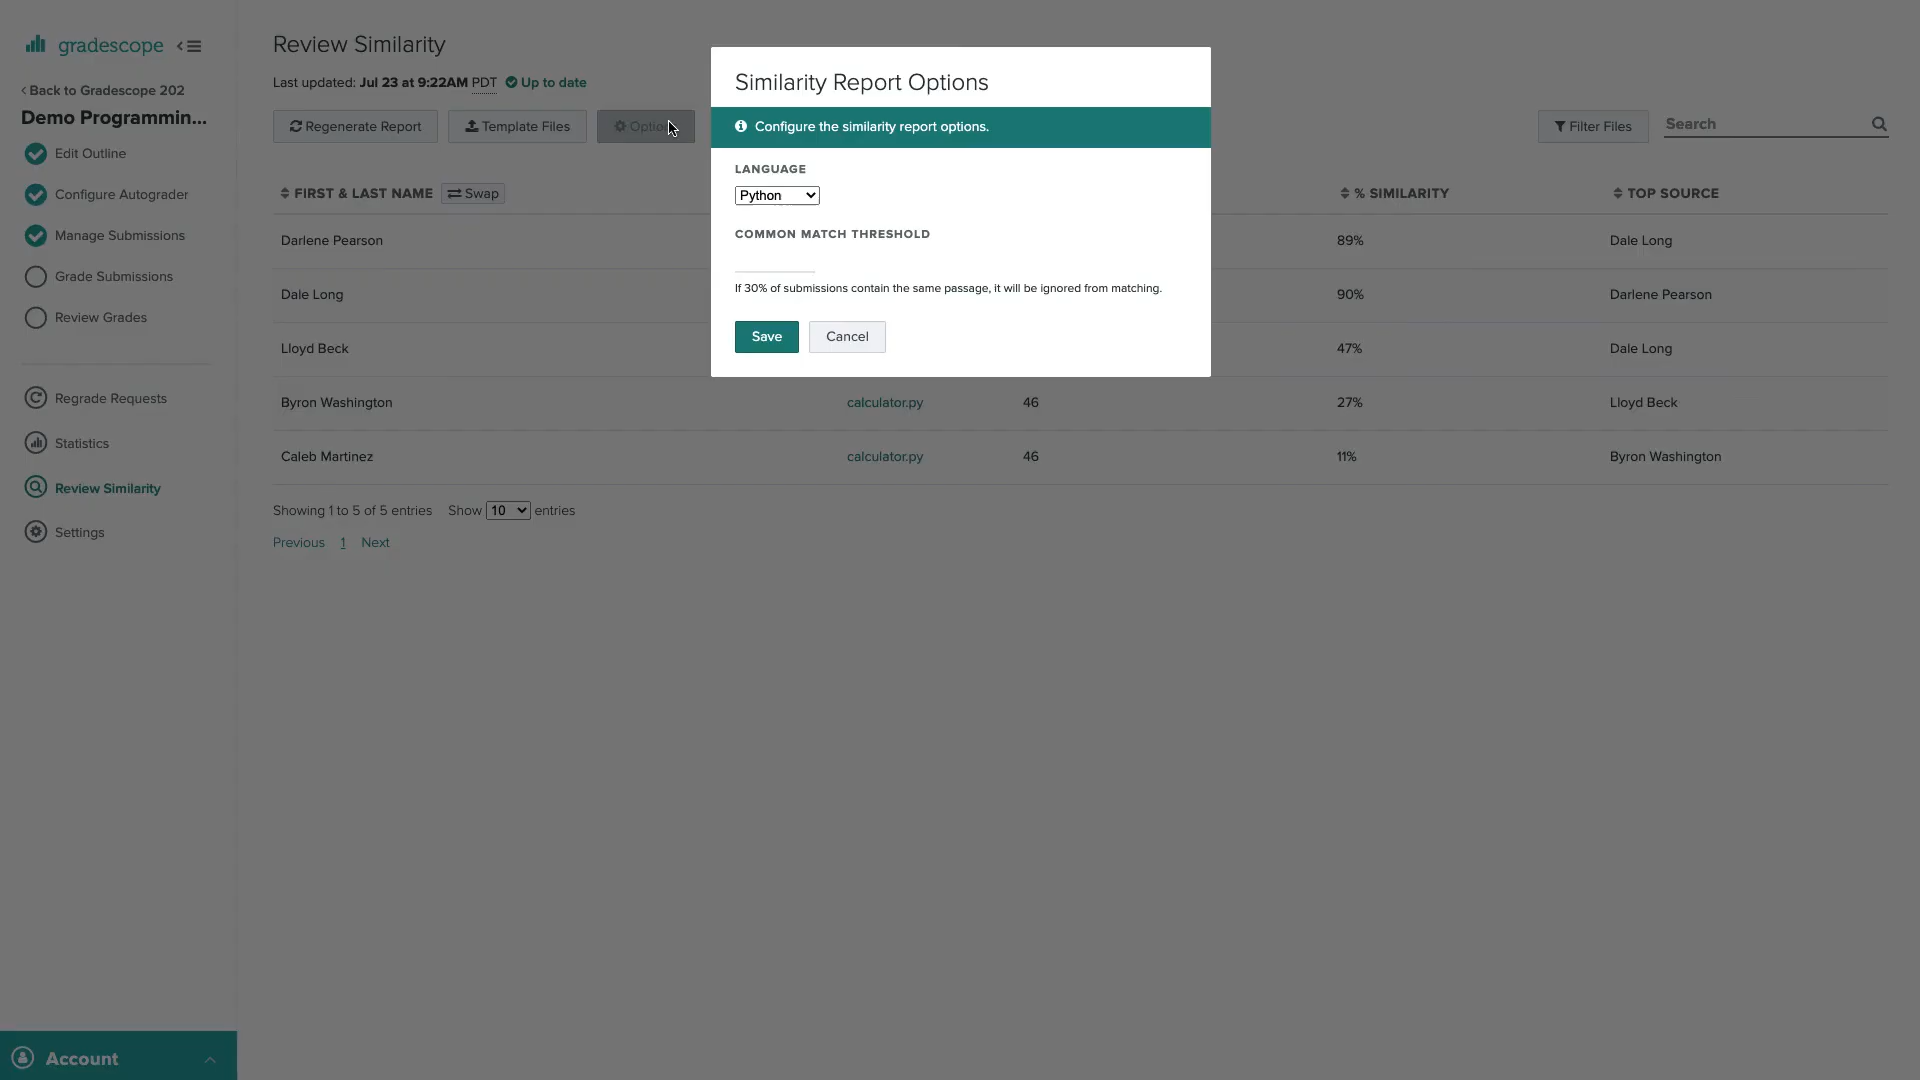 gradescope
Back to Gradescope 202
Demo Programmin...
Edit Outline
Configure Autograder
Manage Submissions
Grade Submissions
Review Grades
Regrade Requests
Statistics
Review Similarity
Settings
Account
Review Similarity
Last updated: Jul 23 at 9:22AM PDT Up to date
Regenerate Report Template Files
Filter Files Search
FIRST & LAST NAME Swap % SIMILARITY TOP SOURCE
Darlene Pearson 89% Dale Long
Dale Long 90% Darlene Pearson
Lloyd Beck 47% Dale Long
Byron Washington calculator.py 46 27% Lloyd Beck
Caleb Martinez calculator.py 46 11% Byron Washington
Showing 1 to 5 of 5 entries Show 10 entries
Previous 1 Next
Similarity Report Options
Configure the similarity report options.
LANGUAGE
Python
COMMON MATCH THRESHOLD
If 30% of submissions contain the same passage, it will be ignored from matching.
Save Cancel